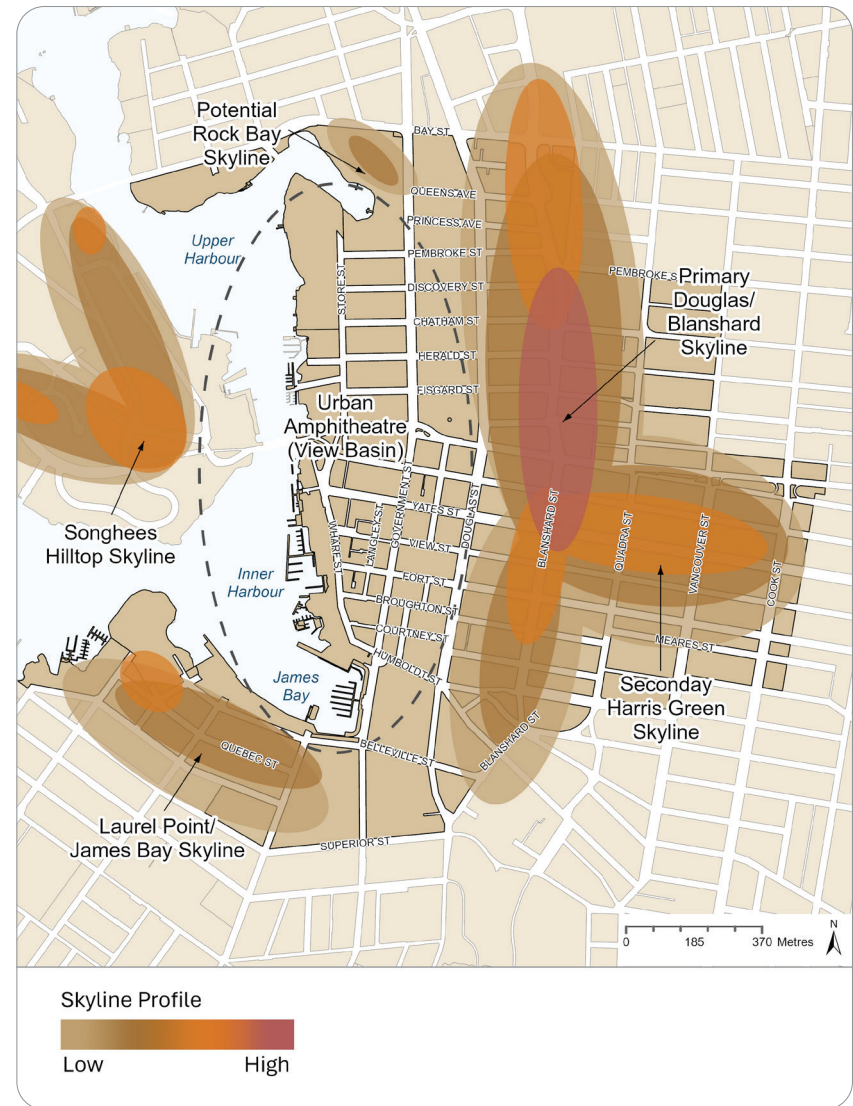 Potential
Rock Bay
Skyline
BAY ST
QUEENS AVE
PRINCESS AVE
Upper
Harbour
PEMBROKE ST
PEMBROKE S
Primary
Douglas/
Blanshard
Skyline
STORE ST
DISCOVERY ST
CHATHAM ST
HERALD ST
FISGARD ST
Urban
Amphitheatre
(View Basin)
GOVERNMENT ST
DOUGLAS ST
BLANSHARD ST
QUADRA ST
VANCOUVER ST
COOK ST
YATES ST
LANGLEY ST
WHARF ST
VIEW ST
FORT ST
BROUGHTON ST
COURTNEY ST
HUMBOLDT ST
MEARES ST
Songhees
Hilltop Skyline
Inner
Harbour
James
Bay
Seconday
Harris Green
Skyline
BLANSHARD ST
BELLEVILLE ST
QUEBEC ST
Laurel Point/
James Bay Skyline
SUPERIOR ST
N
0 185 370 Metres
Skyline Profile
Low High